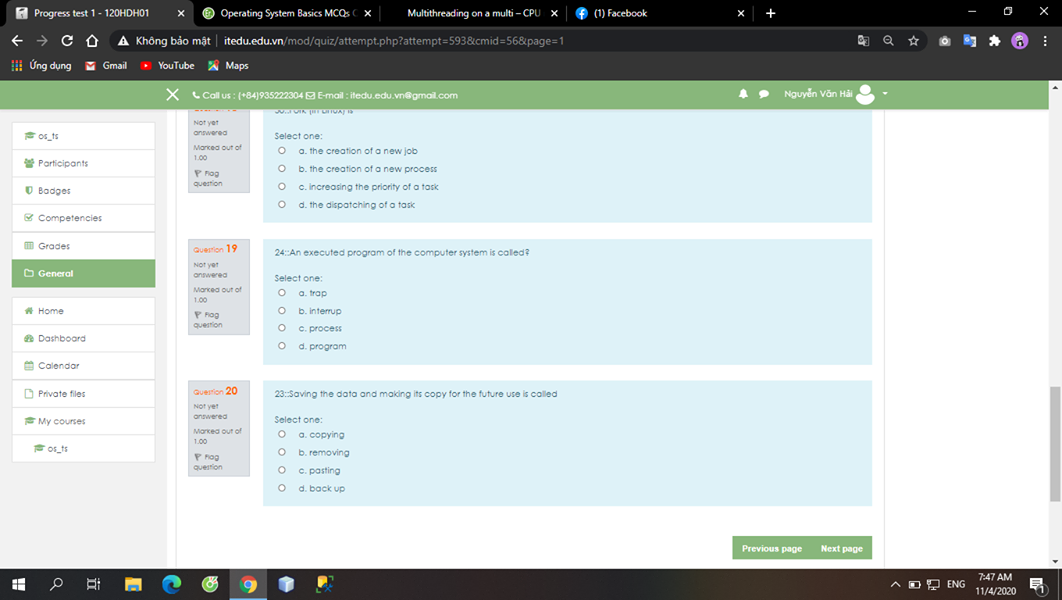 Progress test 1 - 120HDH01
Operating System Basics MCQs
Multithreading on a multi – CPU
(1) Facebook
Không bảo mật
itedu.edu.vn/mod/quiz/attempt.php?attempt=593&cmid=56&page=1
Ứng dụng
Gmail
YouTube
Maps
Call us : (+84)935222304 E-mail : itedu.edu.vn@gmail.com
Nguyễn Văn Hải
os_ts
Participants
Badges
Competencies
Grades
General
Home
Dashboard
Calendar
Private files
My courses
os_ts
Not yet
answered
Marked out of
1.00
Flag
question
Select one:
a. the creation of a new job
b. the creation of a new process
c. increasing the priority of a task
d. the dispatching of a task
Question 19
Not yet
answered
Marked out of
1.00
Flag
question
24::An executed program of the computer system is called?
Select one:
a. trap
b. interrup
c. process
d. program
Question 20
Not yet
answered
Marked out of
1.00
Flag
question
23::Saving the data and making its copy for the future use is called
Select one:
a. copying
b. removing
c. pasting
d. back up
Previous page
Next page
ENG
7:47 AM
11/4/2020
1